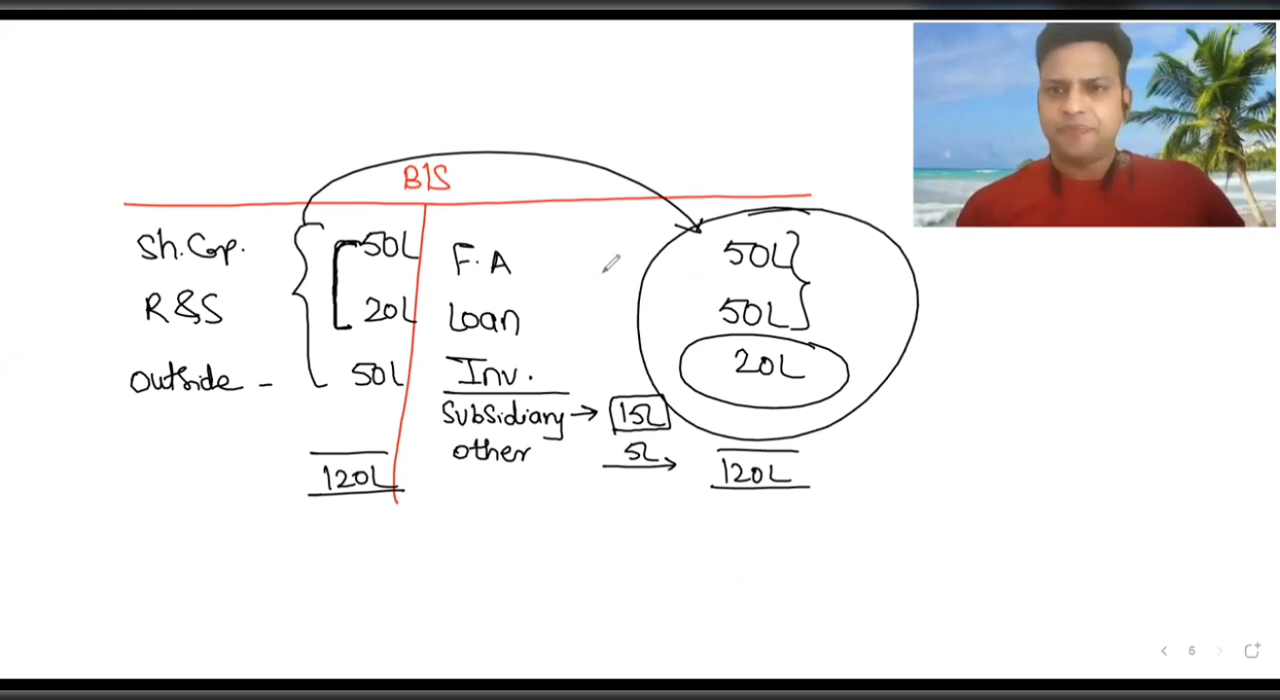 B/S
Sh. Cap. 50L F.A 50L
R&S 20L Loan 50L
Outside - 50L Inv. 20L
Subsidiary → 15L
other 5L
120L 120L
6